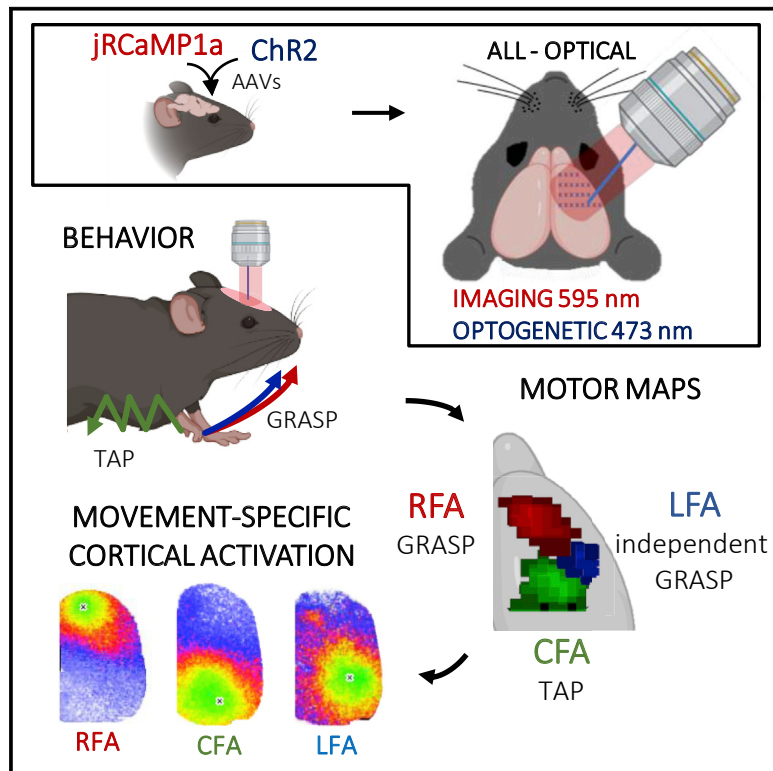 jRCaMP1a
ChR2
AAVs
ALL - OPTICAL
IMAGING 595 nm
OPTOGENETIC 473 nm
BEHAVIOR
GRASP
TAP
MOTOR MAPS
RFA
GRASP
LFA
independent
GRASP
CFA
TAP
MOVEMENT-SPECIFIC
CORTICAL ACTIVATION
RFA
CFA
LFA